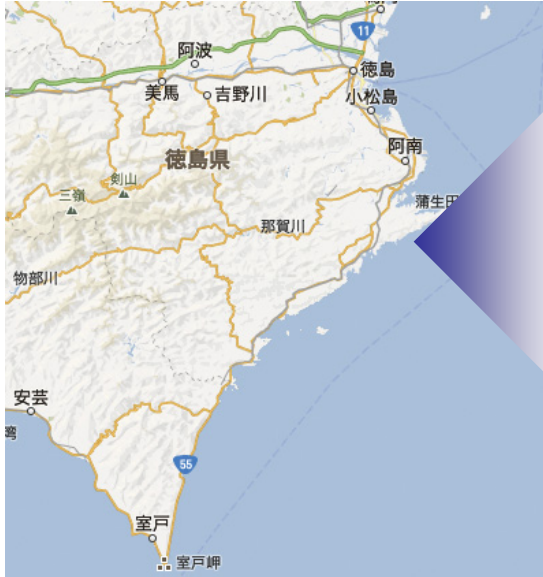 11
阿波
徳島
美馬
吉野川
小松島
阿南
徳島県
剣山
三嶺
蒲生田
那賀川
物部川
安芸
湾
55
室戸
室戸岬